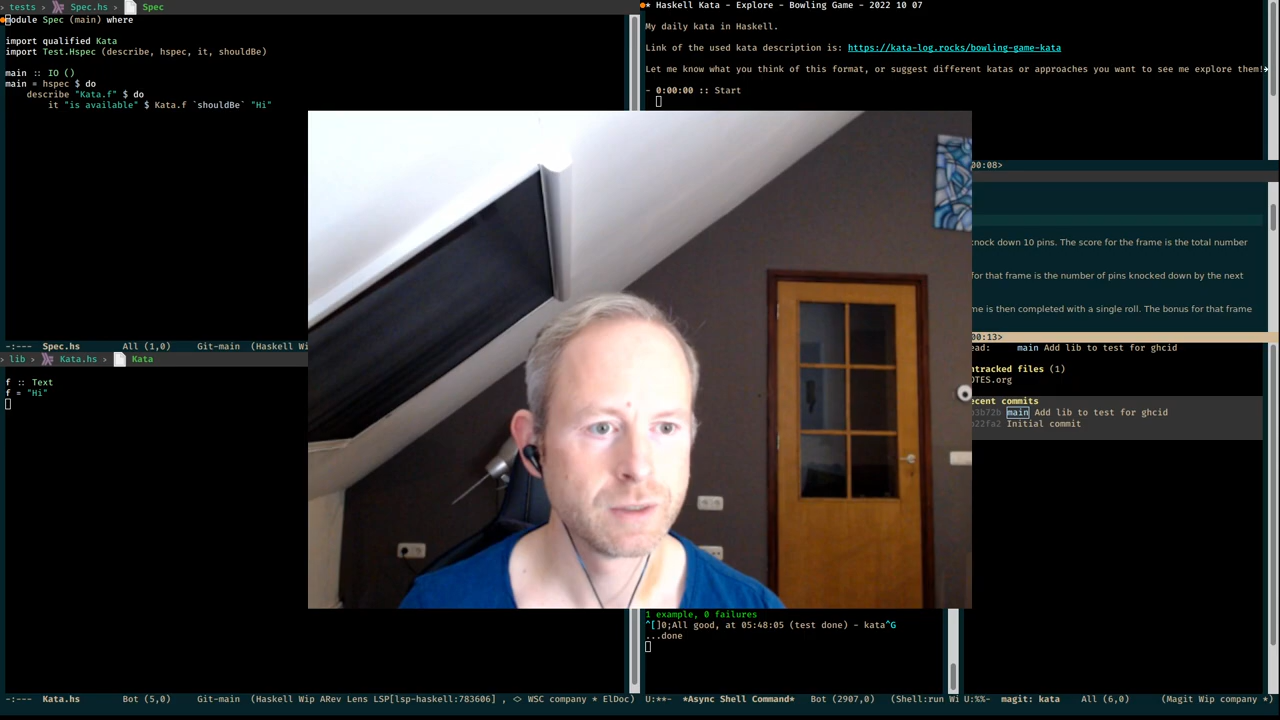 tests › Spec.hs › Spec
module Spec (main) where
import qualified Kata
import Test.Hspec (describe, hspec, it, shouldBe)
main :: IO ()
main = hspec $ do
describe "Kata.f" $ do
it "is available" $ Kata.f `shouldBe` "Hi"
-:--- Spec.hs All (1,0) Git-main (Haskell Wi
lib › Kata.hs › Kata
f :: Text
f = "Hi"
-:--- Kata.hs Bot (5,0) Git-main (Haskell Wip ARev Lens LSP[lsp-haskell:783606] , <> WSC company * ElDoc)
* Haskell Kata - Explore - Bowling Game - 2022 10 07
My daily kata in Haskell.
Link of the used kata description is: https://kata-log.rocks/bowling-game-kata
Let me know what you think of this format, or suggest different katas or approaches you want to see me explore them!
- 0:00:00 :: Start
00:08>
knock down 10 pins. The score for the frame is the total number
for that frame is the number of pins knocked down by the next
me is then completed with a single roll. The bonus for that frame
00:13>
ead: main Add lib to test for ghcid
ntracked files (1)
OTES.org
ecent commits
b3b72b main Add lib to test for ghcid
b22fa2 Initial commit
1 example, 0 failures
^[]0;All good, at 05:48:05 (test done) - kata^G
...done
U:**- *Async Shell Command* Bot (2907,0) (Shell:run Wi
U:%%- magit: kata All (6,0) (Magit Wip company *)